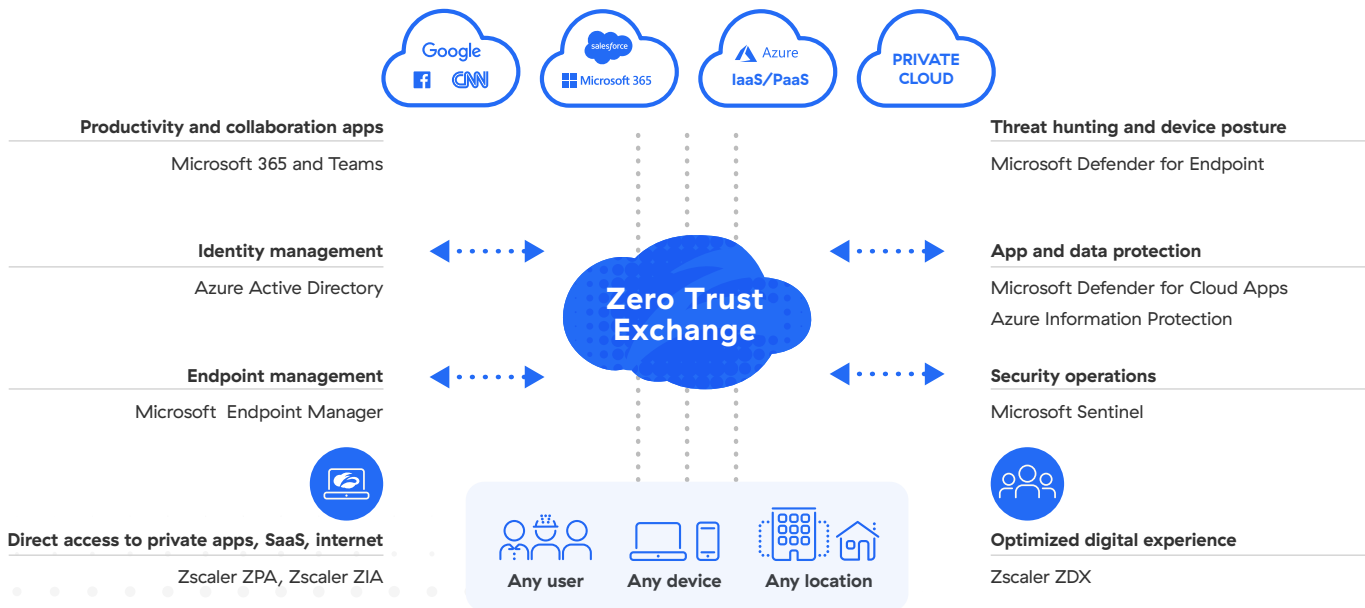 Google
CNN
salesforce
Microsoft 365
Azure
IaaS/PaaS
PRIVATE
CLOUD
Productivity and collaboration apps
Microsoft 365 and Teams
Identity management
Azure Active Directory
Endpoint management
Microsoft Endpoint Manager
Direct access to private apps, SaaS, internet
Zscaler ZPA, Zscaler ZIA
Zero Trust
Exchange
Any user
Any device
Any location
Threat hunting and device posture
Microsoft Defender for Endpoint
App and data protection
Microsoft Defender for Cloud Apps
Azure Information Protection
Security operations
Microsoft Sentinel
Optimized digital experience
Zscaler ZDX